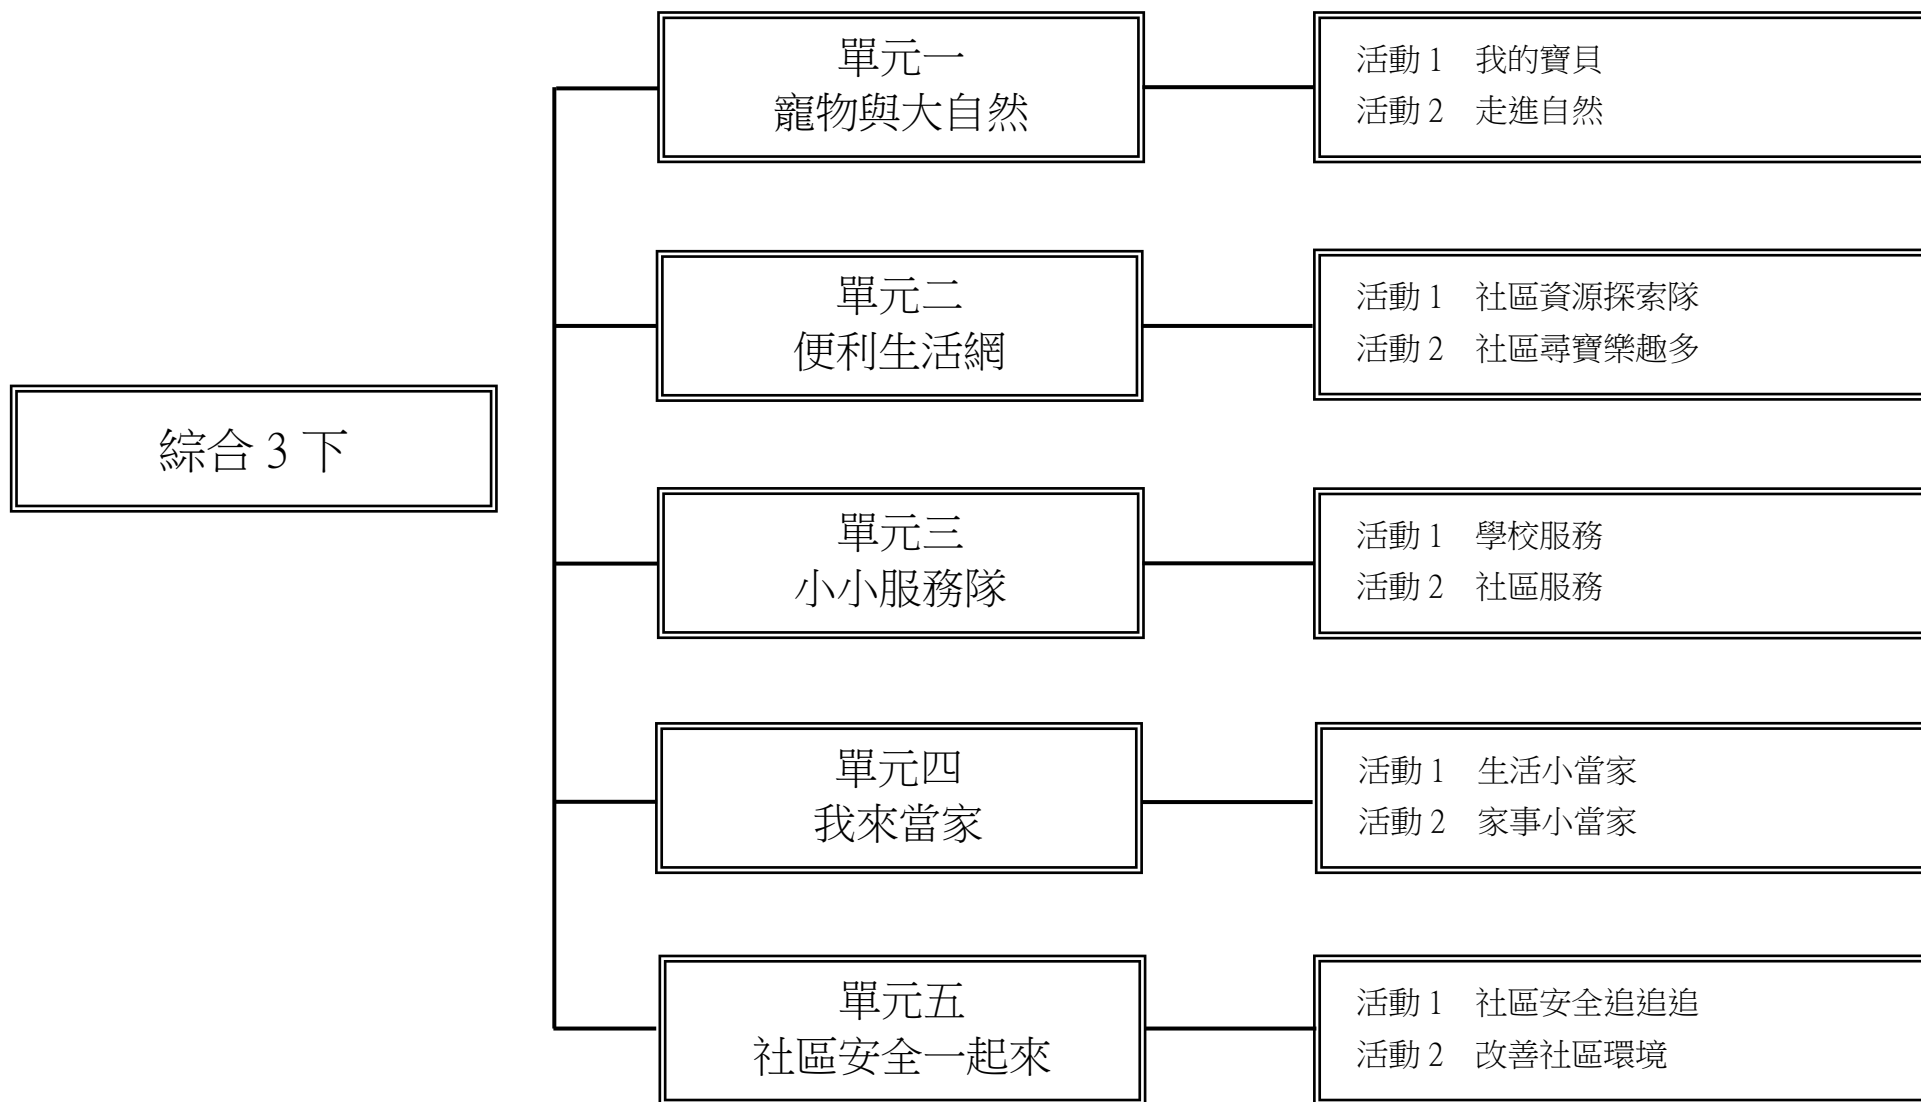 綜合 3 下
單元一
寵物與大自然
活動 1　我的寶貝
活動 2　走進自然
單元二
便利生活網
活動 1　社區資源探索隊
活動 2　社區尋寶樂趣多
單元三
小小服務隊
活動 1　學校服務
活動 2　社區服務
單元四
我來當家
活動 1　生活小當家
活動 2　家事小當家
單元五
社區安全一起來
活動 1　社區安全追追追
活動 2　改善社區環境